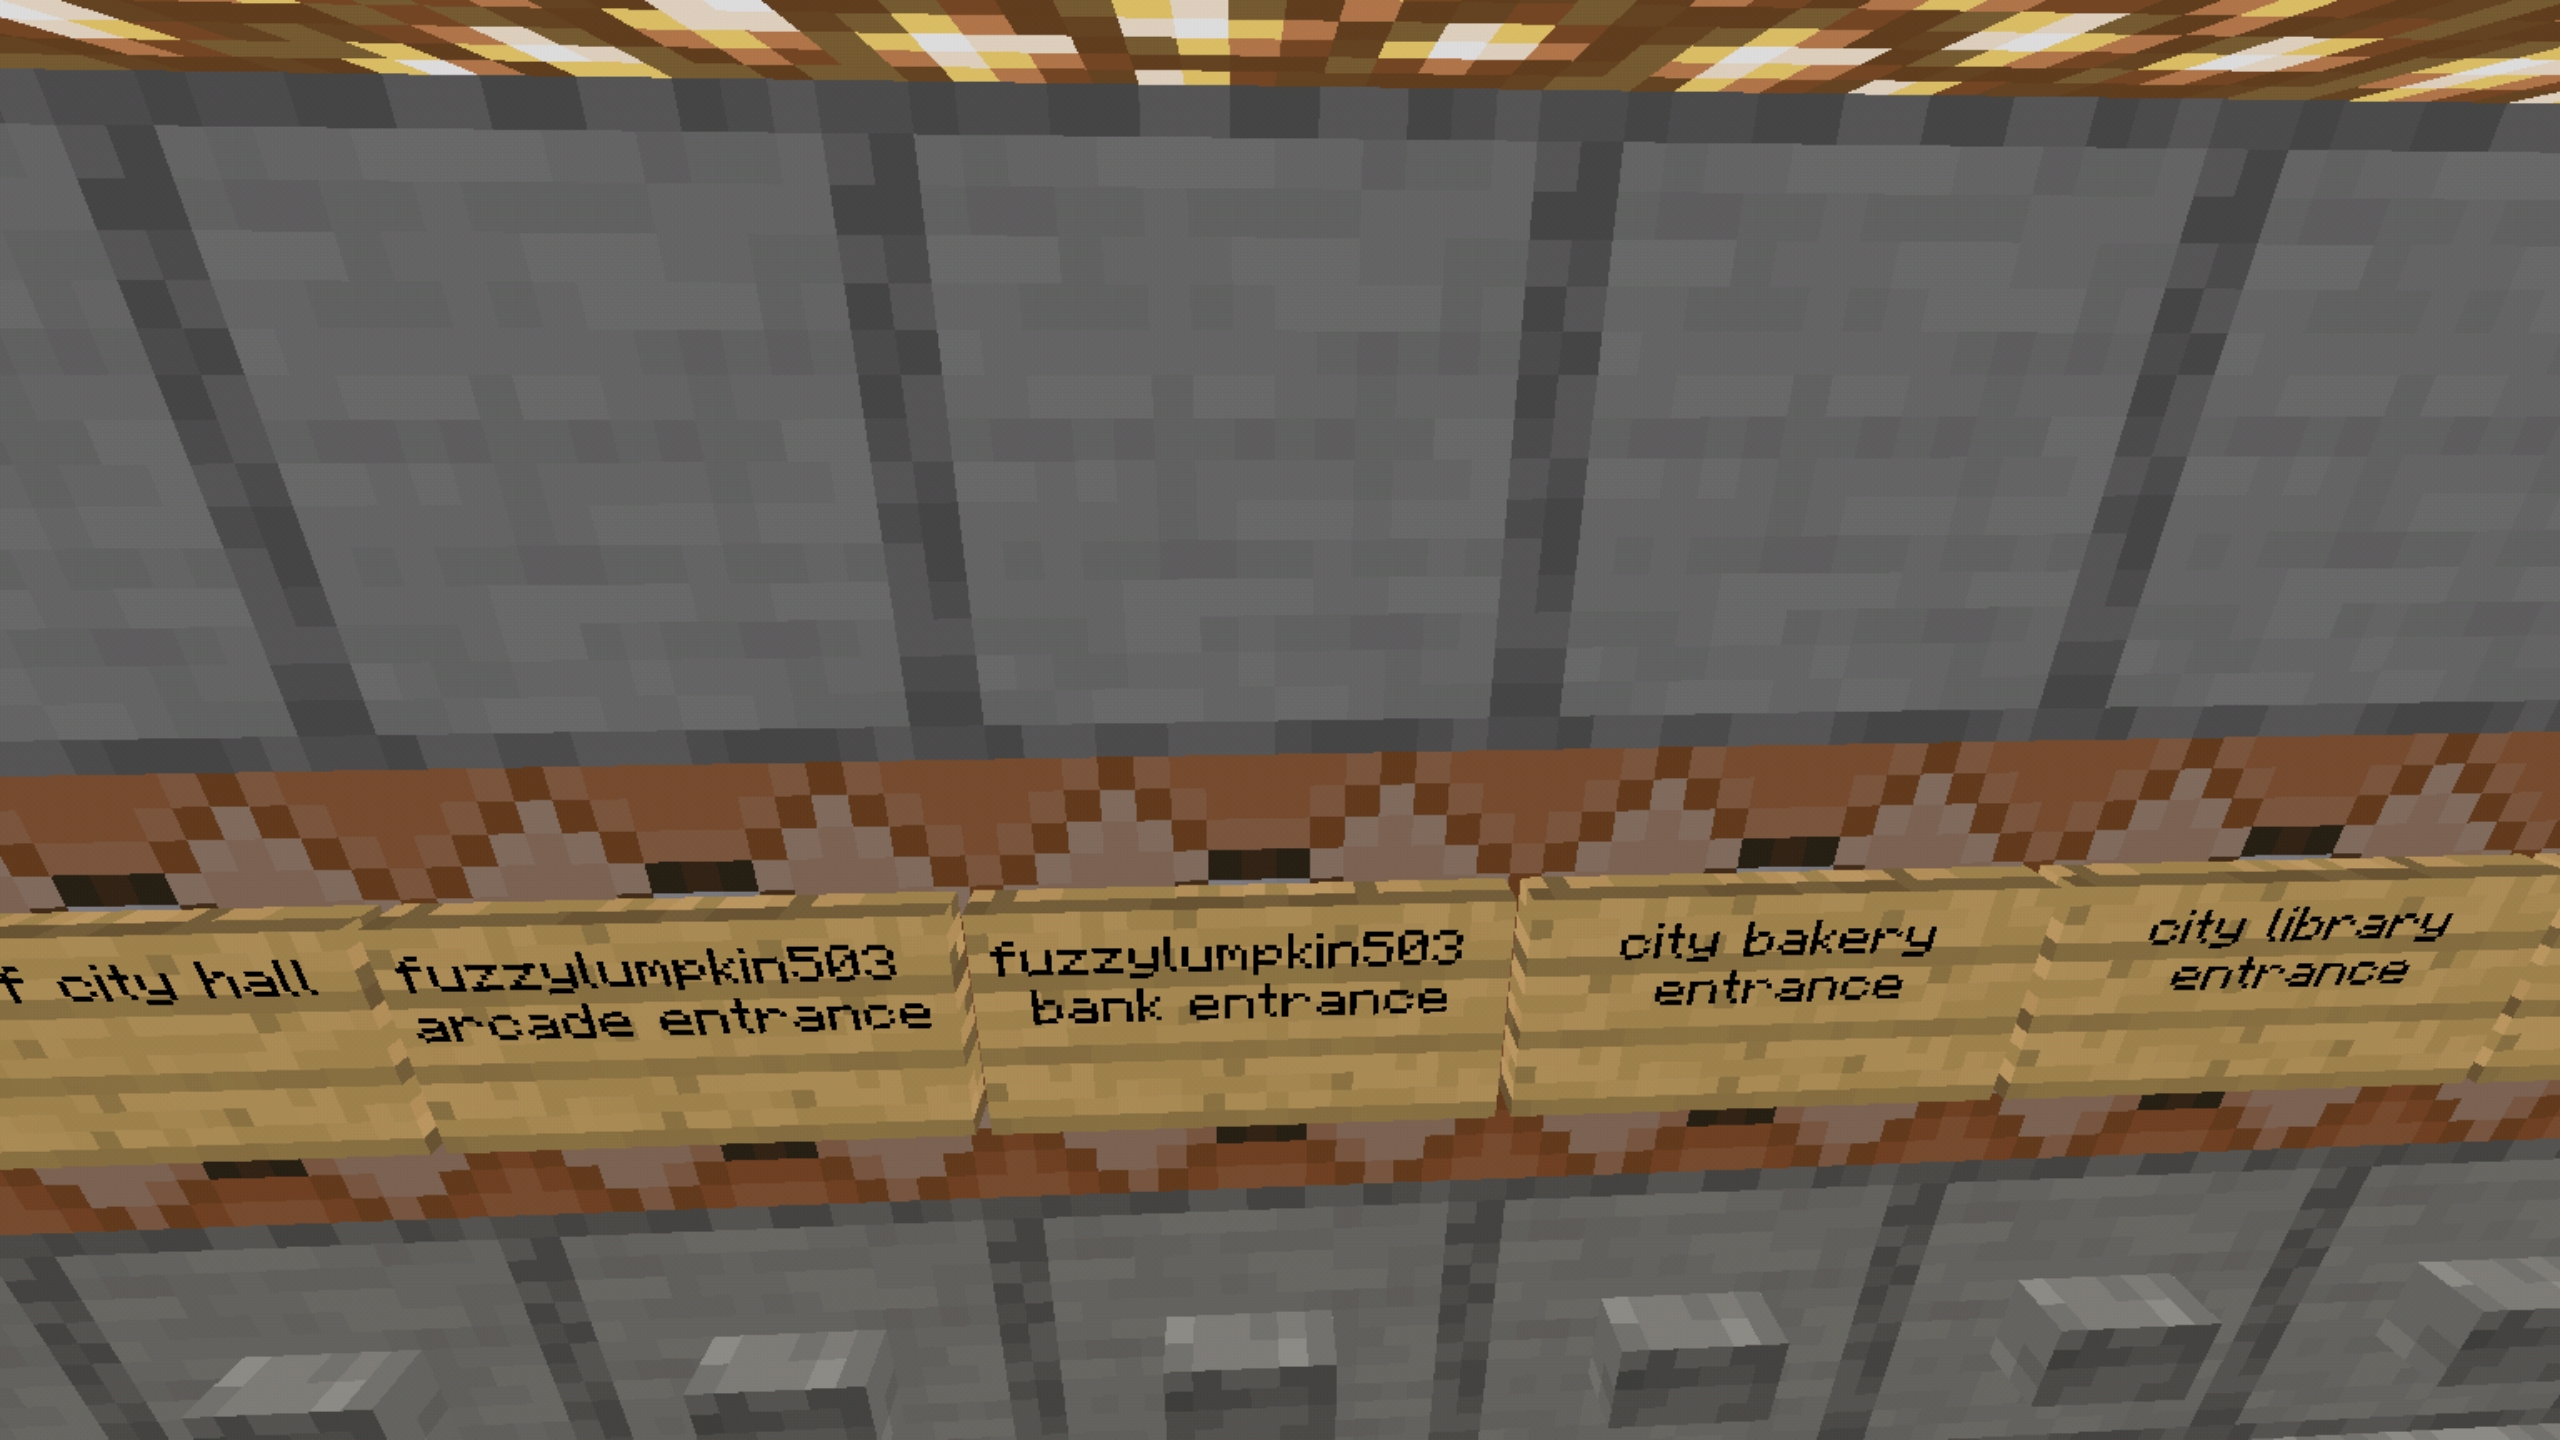 city hall
fuzzylumpkin503
arcade entrance
fuzzylumpkin503
bank entrance
city bakery
entrance
city library
entrance